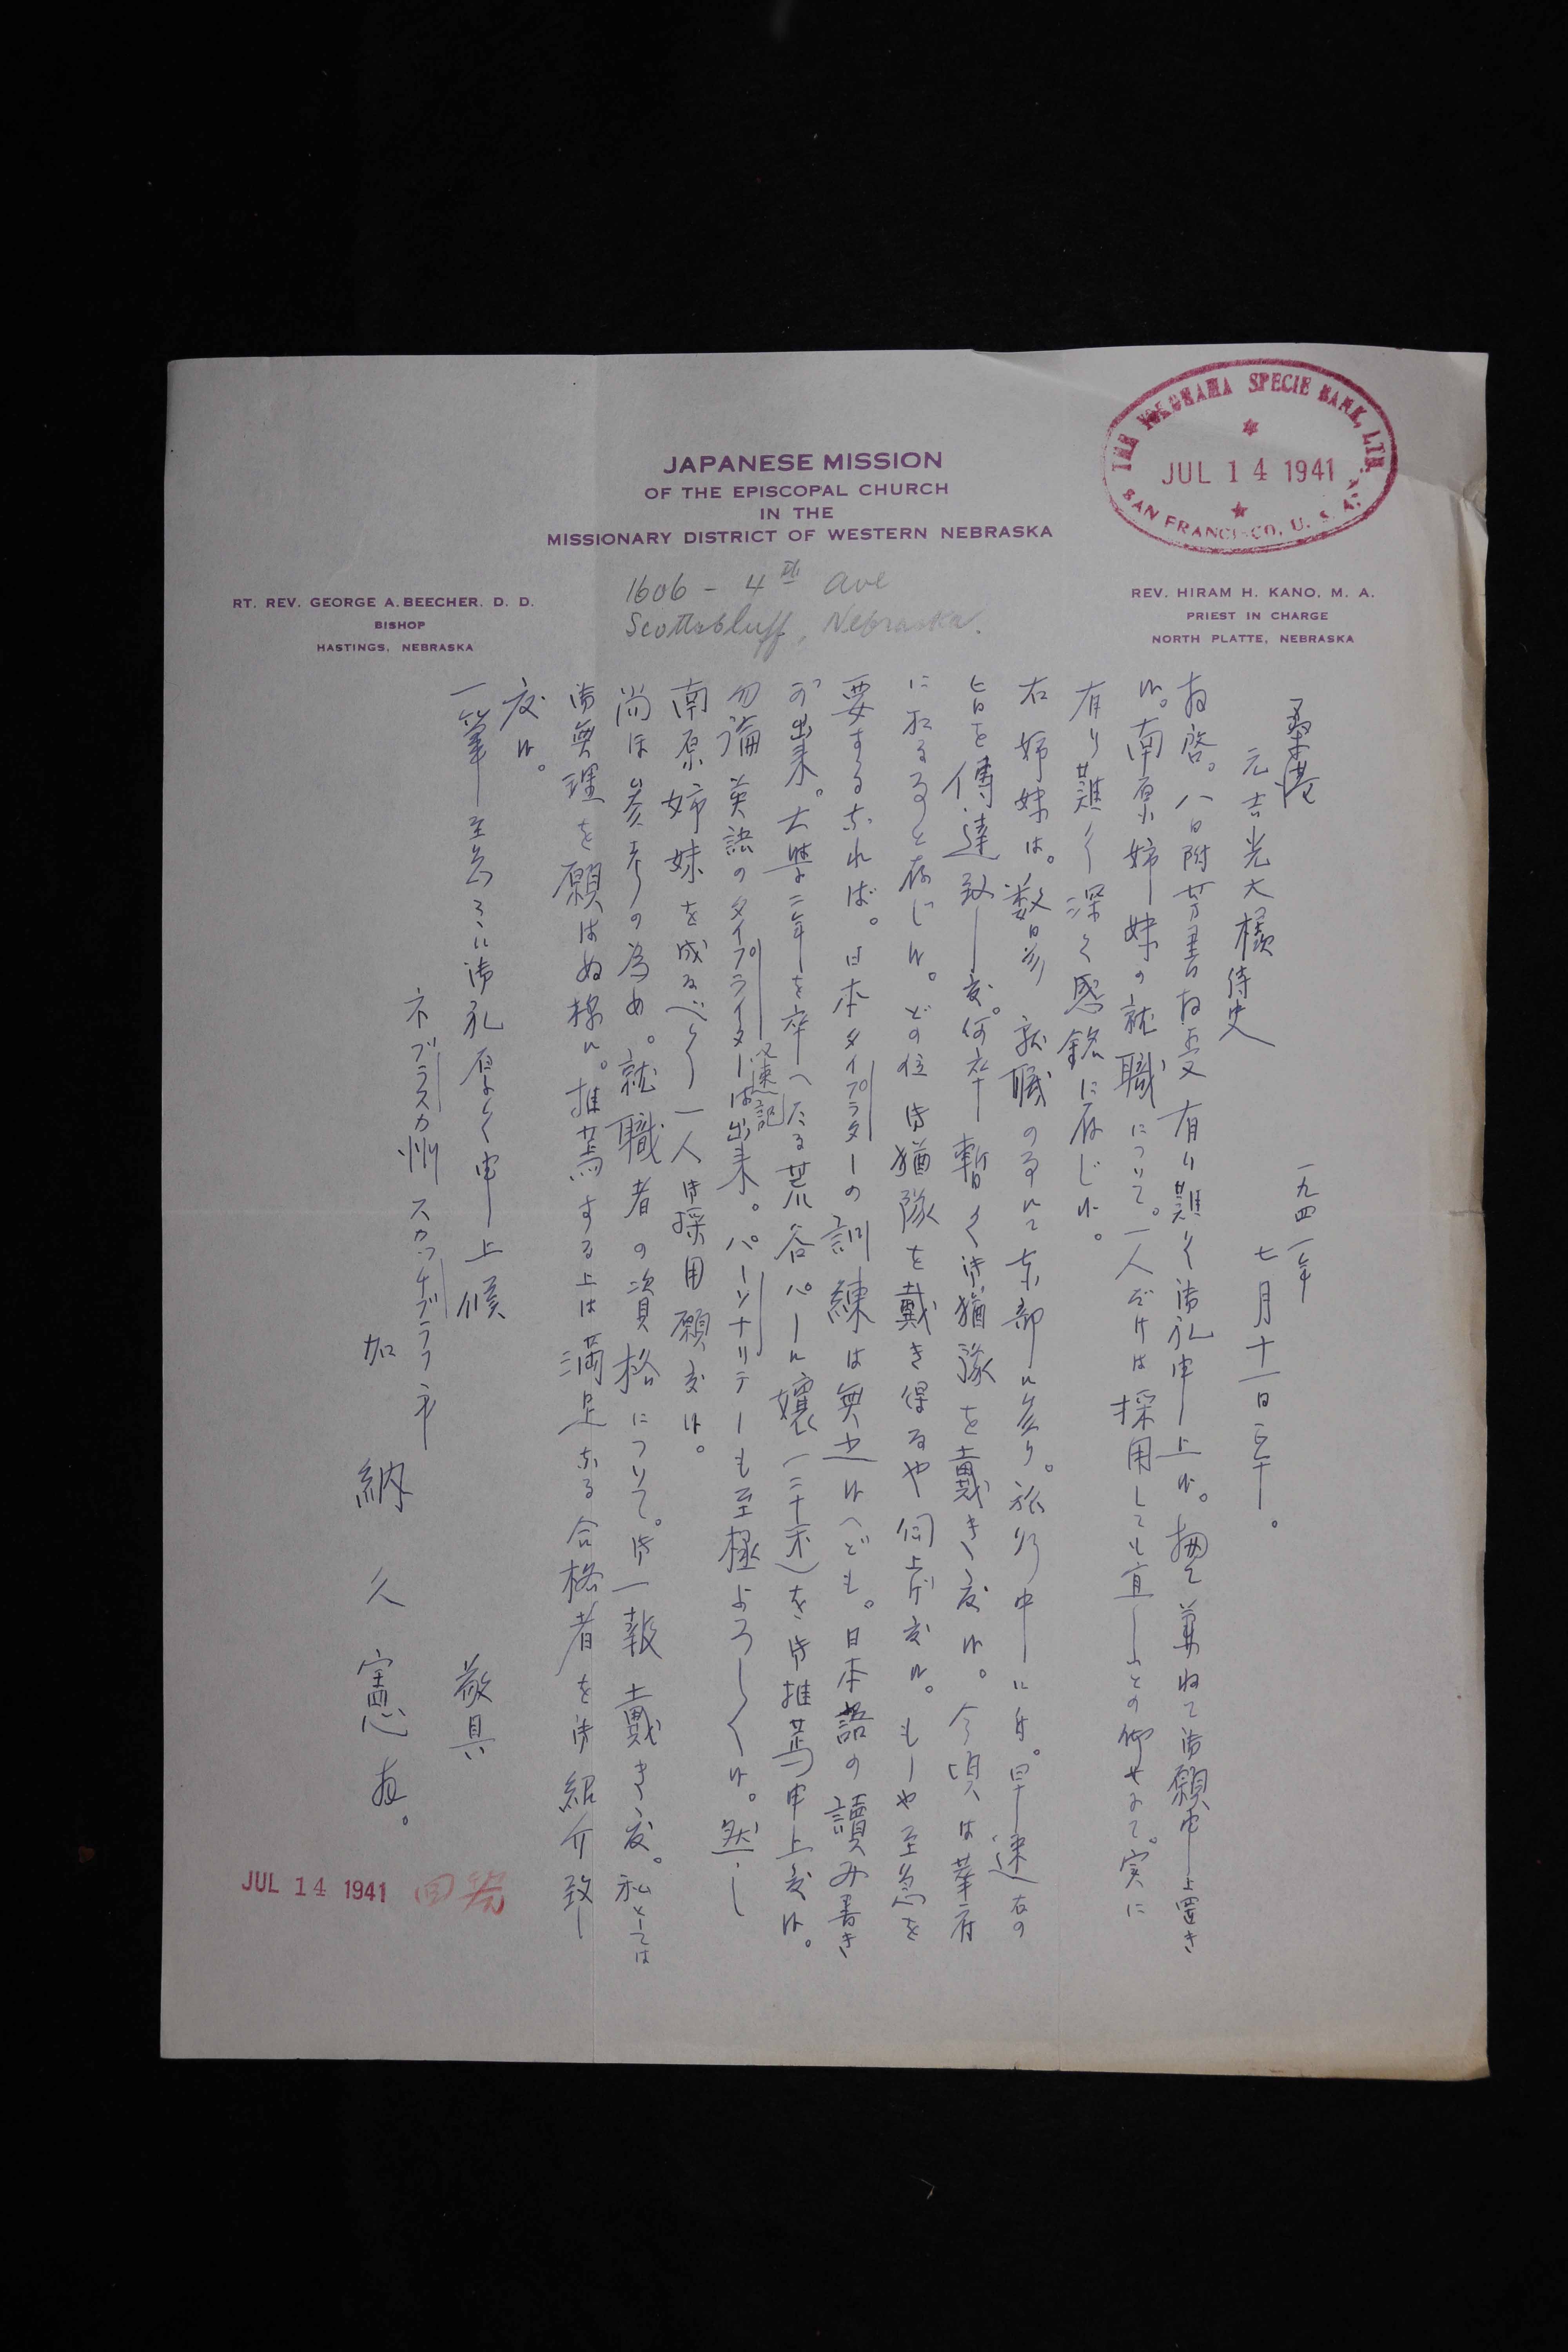 JAPANESE MISSION
OF THE EPISCOPAL CHURCH
IN THE
MISSIONARY DISTRICT OF WESTERN NEBRASKA
THE YOKOHAMA SPECIE BANK, LTD.
JUL 14 1941
SAN FRANCISCO, U. S. A.
RT. REV. GEORGE A. BEECHER, D. D.
BISHOP
HASTINGS, NEBRASKA
1606 - 4th ave
Scottsbluff, Nebraska.
REV. HIRAM H. KANO, M. A.
PRIEST IN CHARGE
NORTH PLATTE, NEBRASKA
一九四一年
七月十一日正午。
桑港
元吉光大様 侍史
拝啓。八日附芳書拝受有り難く御礼申上候。扨て兼ねて御願申上置き
候。南原姉妹の就職について。一人だけは採用しても宜しとの仰せにて。実に
有り難く深く感銘に存じ候。
右姉妹は。数日前就職の事にて東部に参り。旅行中に付。早速右の
旨を傳達致し度。何卒暫く御猶豫を戴き度候。今頃は華府
に在る事と存じ候。どの位御猶豫を戴き得るや伺上げ度候。もしや至急を
要するなれば。日本タイプラターの訓練は無之候へども。日本語の讀み書き
が出来。大學二年を卒へたる荒谷パール嬢(二十才)を御推薦申上度候。
勿論英語のタイプライター又速記は出来。パーソナリテーも至極よろしく候。然し
南原姉妹を成るべく一人御採用願度候。
尚ほ参考の為め。就職者の資格について。御一報戴き度。私としては
御無理を願はぬ様に。推薦する上は満足なる合格者を御紹介致し
度候。
一筆至急に御礼厚く申上候
敬具
ネブラスカ州スカッチブラフ市
加納久憲拝。
JUL 14 1941 回答